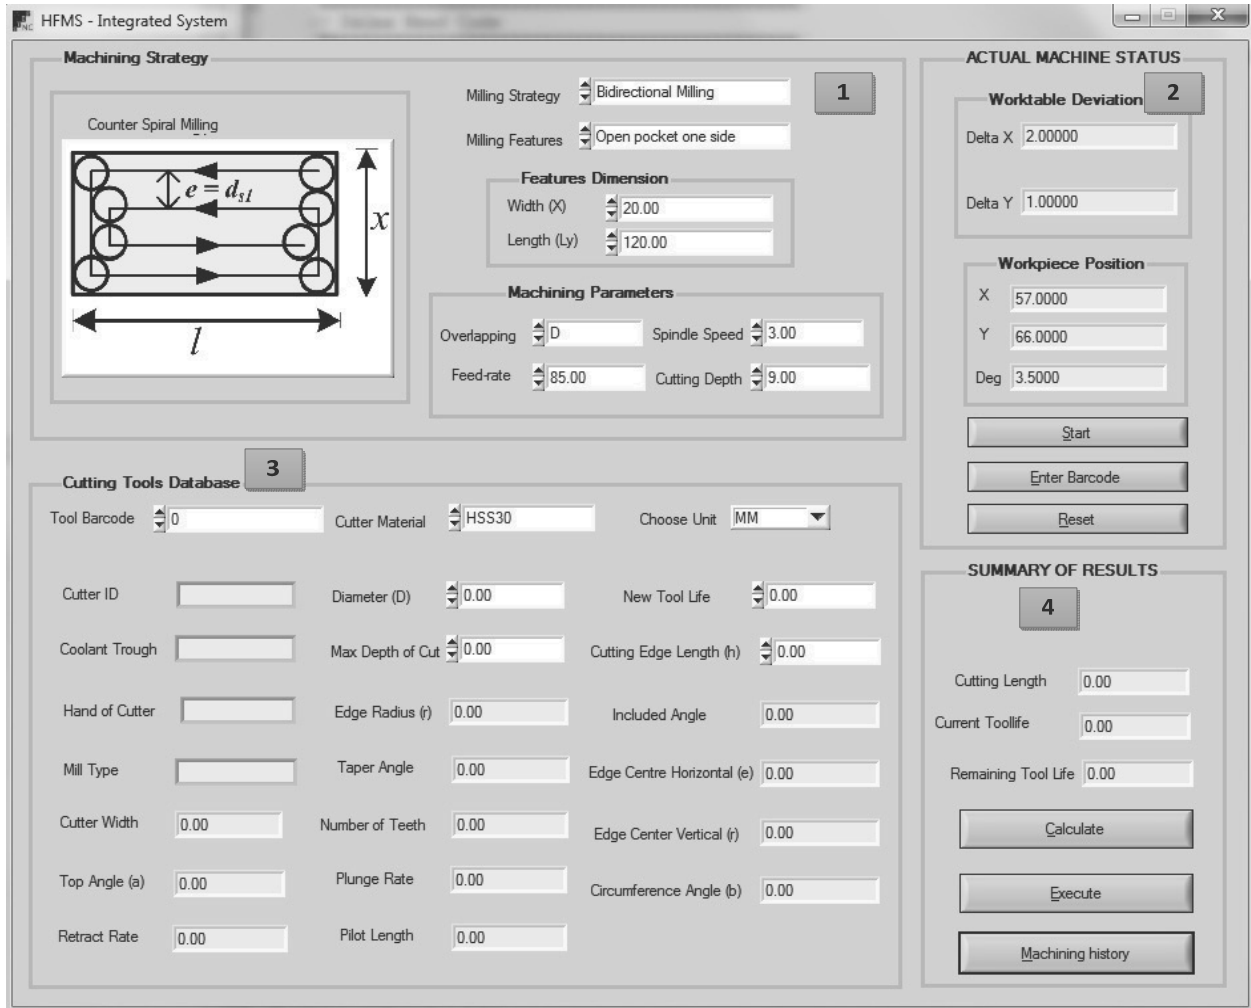 HFMS - Integrated System
Machining Strategy
Counter Spiral Milling
e = ds1
x
l
Milling Strategy Bidirectional Milling
1
Milling Features Open pocket one side
Features Dimension
Width (X) 20.00
Length (Ly) 120.00
Machining Parameters
Overlapping D Spindle Speed 3.00
Feed-rate 85.00 Cutting Depth 9.00
ACTUAL MACHINE STATUS
Worktable Deviation 2
Delta X 2.00000
Delta Y 1.00000
Workpiece Position
X 57.0000
Y 66.0000
Deg 3.5000
Start
Enter Barcode
Reset
3
Cutting Tools Database
Tool Barcode 0 Cutter Material HSS30 Choose Unit MM
Cutter ID Diameter (D) 0.00 New Tool Life 0.00
Coolant Trough Max Depth of Cut 0.00 Cutting Edge Length (h) 0.00
Hand of Cutter Edge Radius (r) 0.00 Included Angle 0.00
Mill Type Taper Angle 0.00 Edge Centre Horizontal (e) 0.00
Cutter Width 0.00 Number of Teeth 0.00 Edge Center Vertical (r) 0.00
Top Angle (a) 0.00 Plunge Rate 0.00 Circumference Angle (b) 0.00
Retract Rate 0.00 Pilot Length 0.00
SUMMARY OF RESULTS
4
Cutting Length 0.00
Current Toollife 0.00
Remaining Tool Life 0.00
Calculate
Execute
Machining history